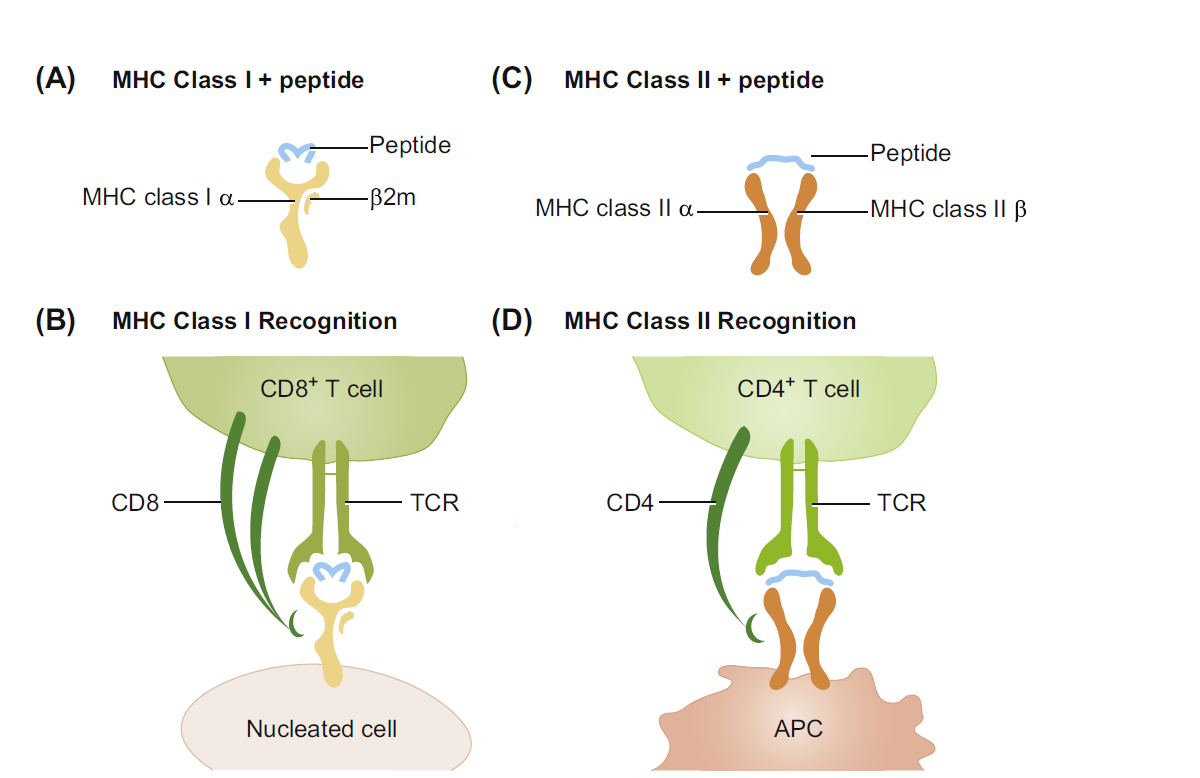 (A) MHC Class I + peptide
Peptide
MHC class I α
β2m
(C) MHC Class II + peptide
Peptide
MHC class II α
MHC class II β
(B) MHC Class I Recognition
CD8⁺ T cell
CD8
TCR
Nucleated cell
(D) MHC Class II Recognition
CD4⁺ T cell
CD4
TCR
APC